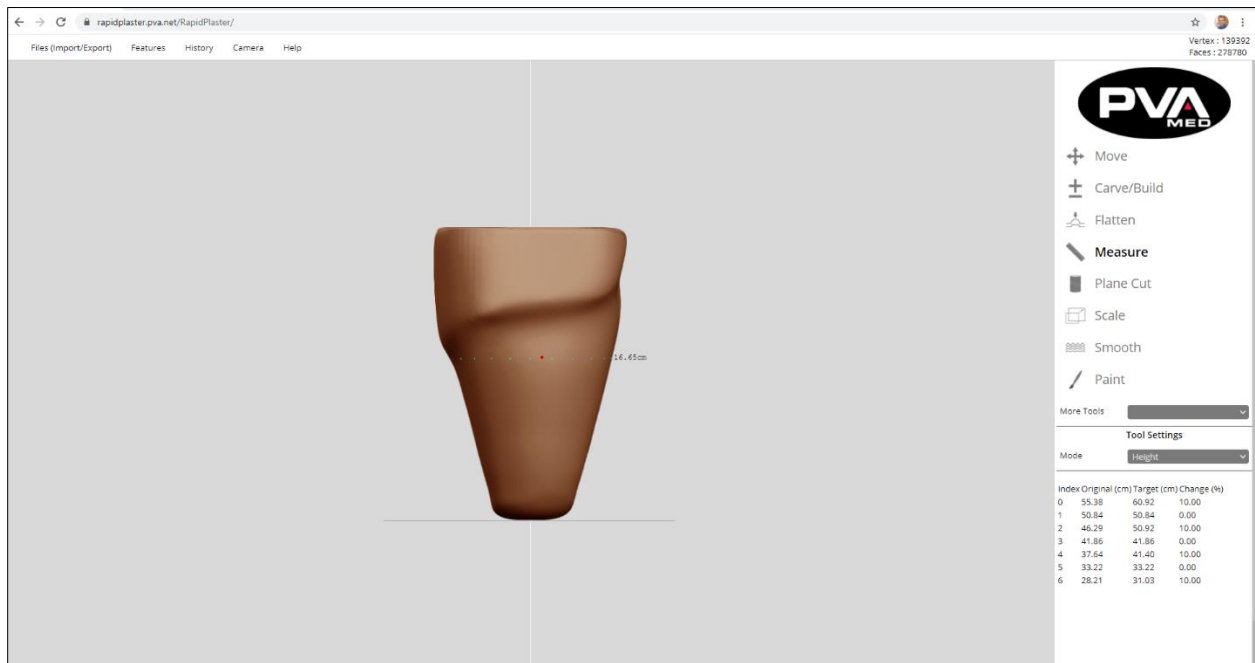 rapidplaster.pva.net/RapidPlaster/
Files (Import/Export) Features History Camera Help
Vertex : 139392
Faces : 278780
PVA
MED
Move
Carve/Build
Flatten
Measure
Plane Cut
Scale
Smooth
Paint
16.65cm
More Tools
Tool Settings
Mode Height
Index Original (cm) Target (cm) Change (%)
0 55.38 60.92 10.00
1 50.84 50.84 0.00
2 46.29 50.92 10.00
3 41.86 41.86 0.00
4 37.64 41.40 10.00
5 33.22 33.22 0.00
6 28.21 31.03 10.00